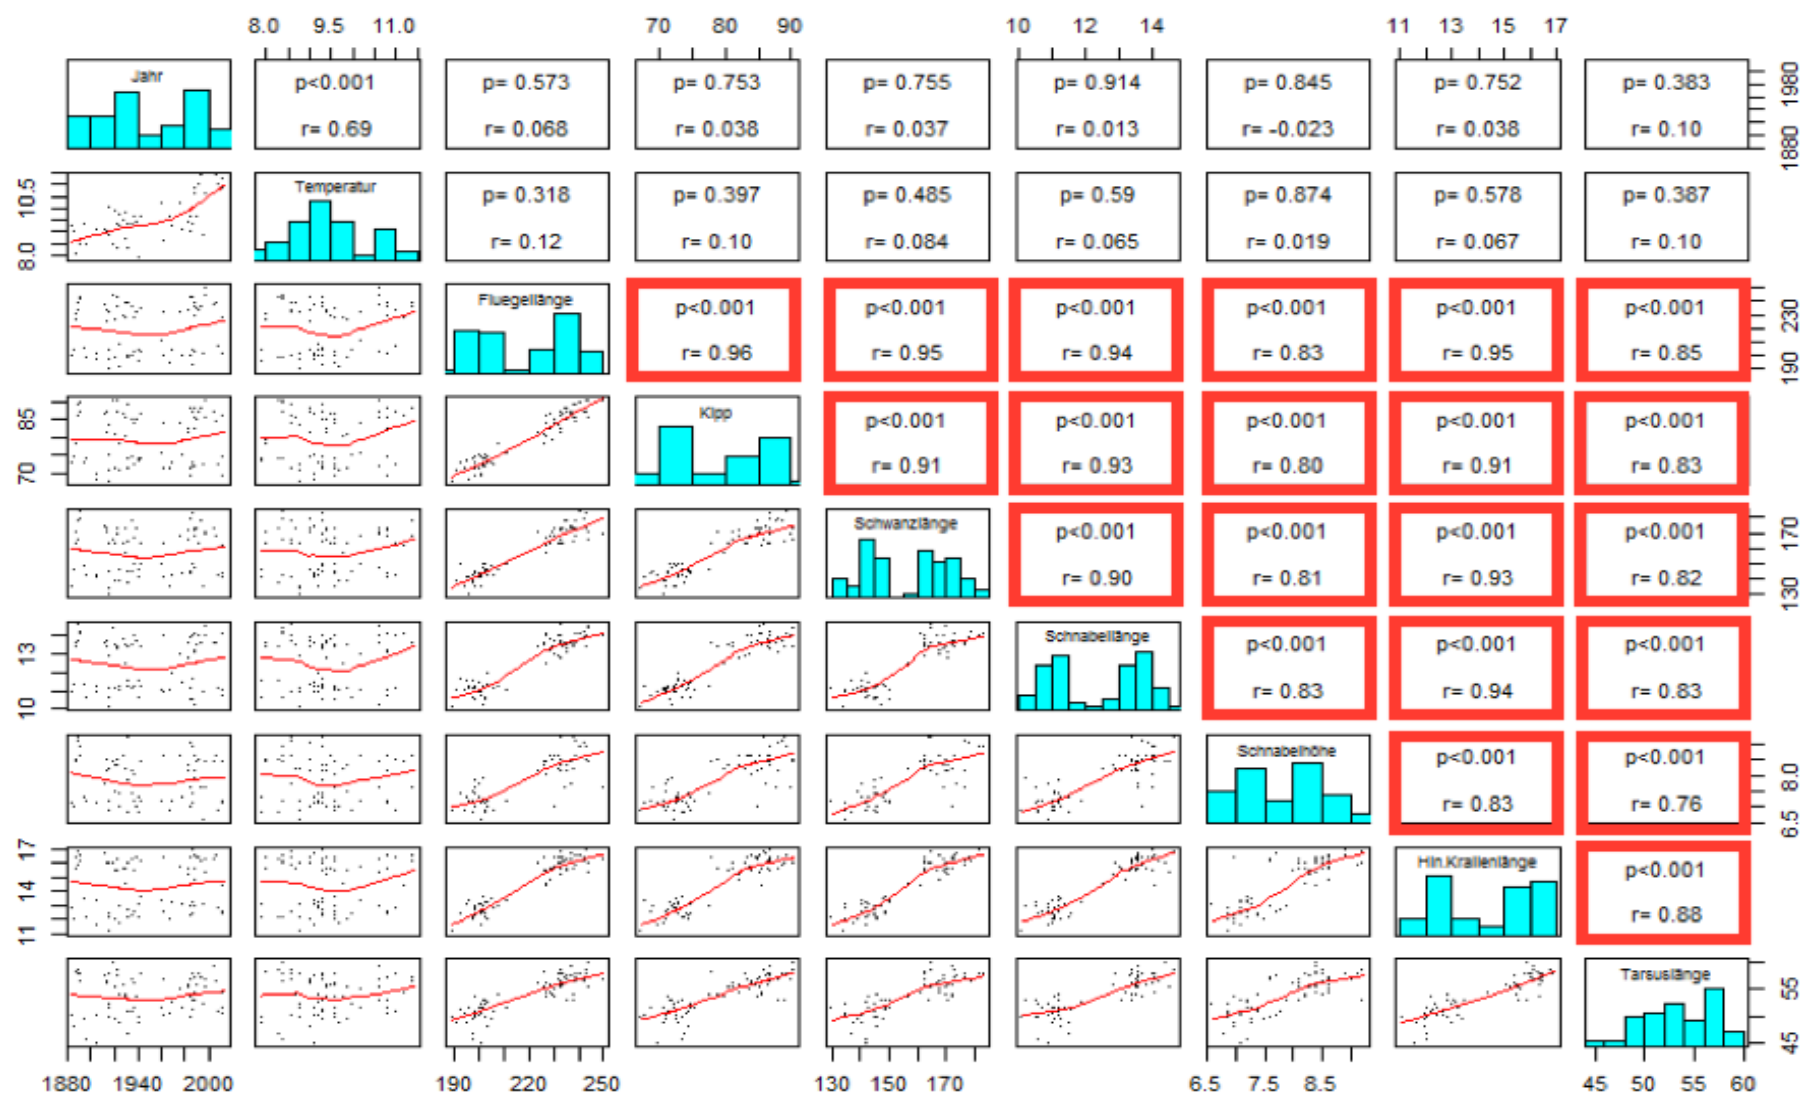 8.0 9.5 11.0 70 80 90 10 12 14 11 13 15 17
Jahr p<0.001 p= 0.573 p= 0.753 p= 0.755 p= 0.914 p= 0.845 p= 0.752 p= 0.383
r= 0.69 r= 0.068 r= 0.038 r= 0.037 r= 0.013 r= -0.023 r= 0.038 r= 0.10
1880 1980
Temperatur p= 0.318 p= 0.397 p= 0.485 p= 0.59 p= 0.874 p= 0.578 p= 0.387
r= 0.12 r= 0.10 r= 0.084 r= 0.065 r= 0.019 r= 0.067 r= 0.10
8.0 10.5
Fluegellänge p<0.001 p<0.001 p<0.001 p<0.001 p<0.001 p<0.001
r= 0.96 r= 0.95 r= 0.94 r= 0.83 r= 0.95 r= 0.85
190 230
Kipp p<0.001 p<0.001 p<0.001 p<0.001 p<0.001
r= 0.91 r= 0.93 r= 0.80 r= 0.91 r= 0.83
70 85
Schwanzlänge p<0.001 p<0.001 p<0.001 p<0.001
r= 0.90 r= 0.81 r= 0.93 r= 0.82
130 170
Schnabellänge p<0.001 p<0.001 p<0.001
r= 0.83 r= 0.94 r= 0.83
10 13
Schnabelhöhe p<0.001 p<0.001
r= 0.83 r= 0.76
6.5 8.0
Hin.Krallenlänge p<0.001
r= 0.88
11 14 17
Tarsuslänge
45 55
1880 1940 2000 190 220 250 130 150 170 6.5 7.5 8.5 45 50 55 60